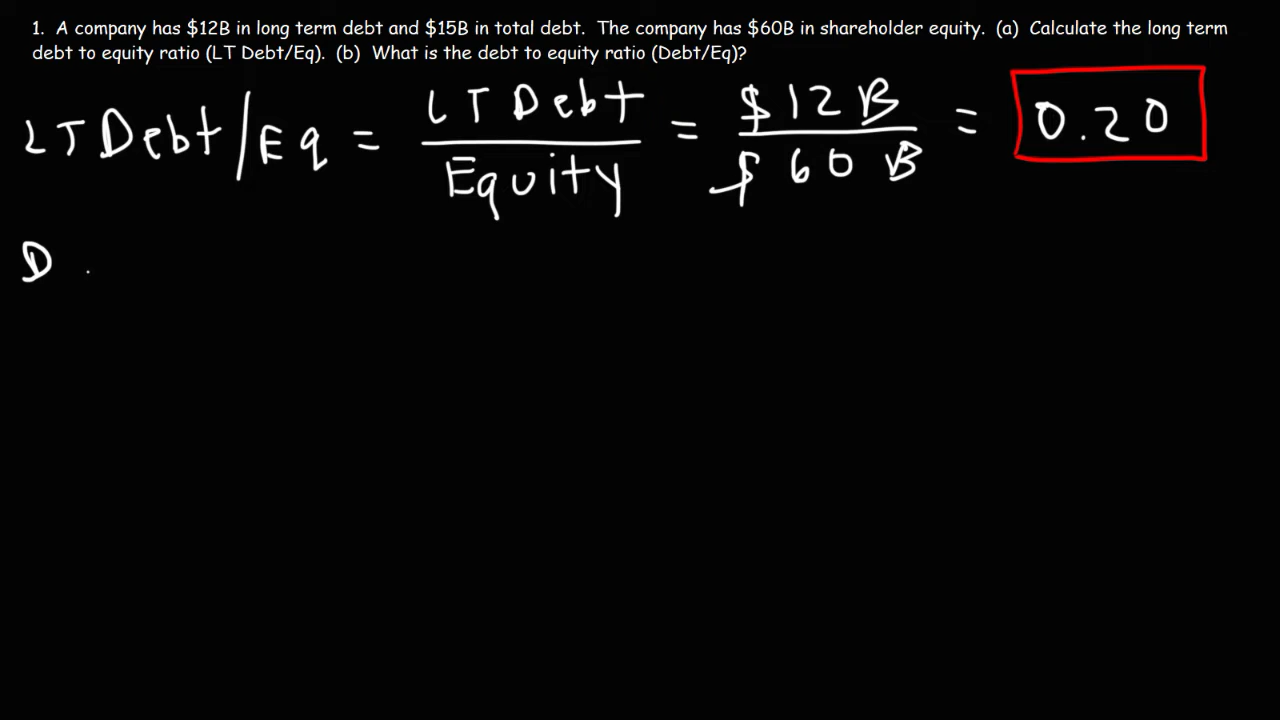 1. A company has $12B in long term debt and $15B in total debt. The company has $60B in shareholder equity. (a) Calculate the long term
debt to equity ratio (LT Debt/Eq). (b) What is the debt to equity ratio (Debt/Eq)?
LT Debt/Eq = LT Debt / Equity = $12B / $60B = 0.20
D